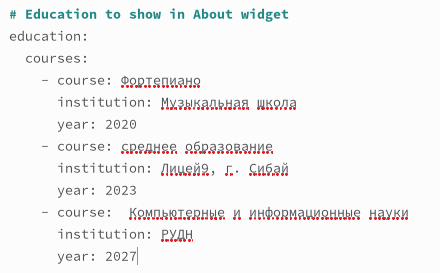 # Education to show in About widget
education:
  courses:
    - course: Фортепиано
      institution: Музыкальная школа
      year: 2020
    - course: среднее образование
      institution: Лицей9, г. Сибай
      year: 2023
    - course:  Компьютерные и информационные науки
      institution: РУДН
      year: 2027